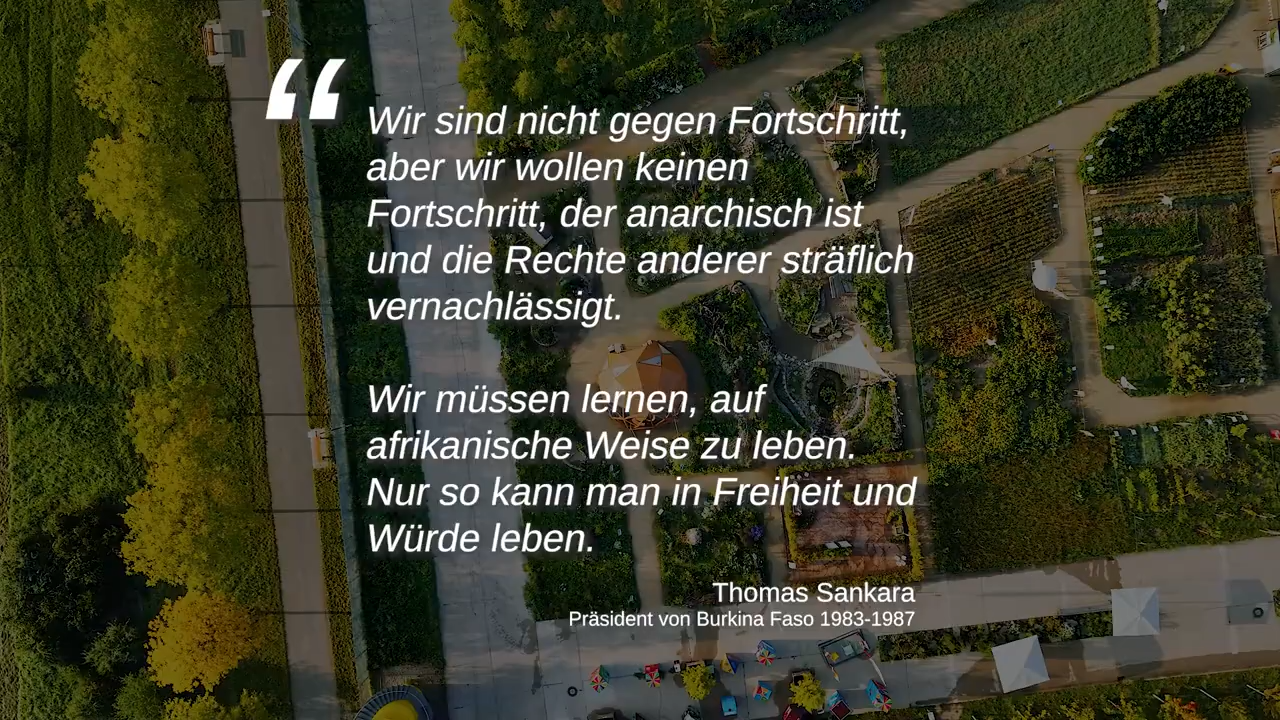 “
Wir sind nicht gegen Fortschritt,
aber wir wollen keinen
Fortschritt, der anarchisch ist
und die Rechte anderer sträflich
vernachlässigt.
Wir müssen lernen, auf
afrikanische Weise zu leben.
Nur so kann man in Freiheit und
Würde leben.
Thomas Sankara
Präsident von Burkina Faso 1983-1987